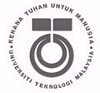 KERANA TUHAN UNTUK MANUSIA
UNIVERSITI TEKNOLOGI MALAYSIA